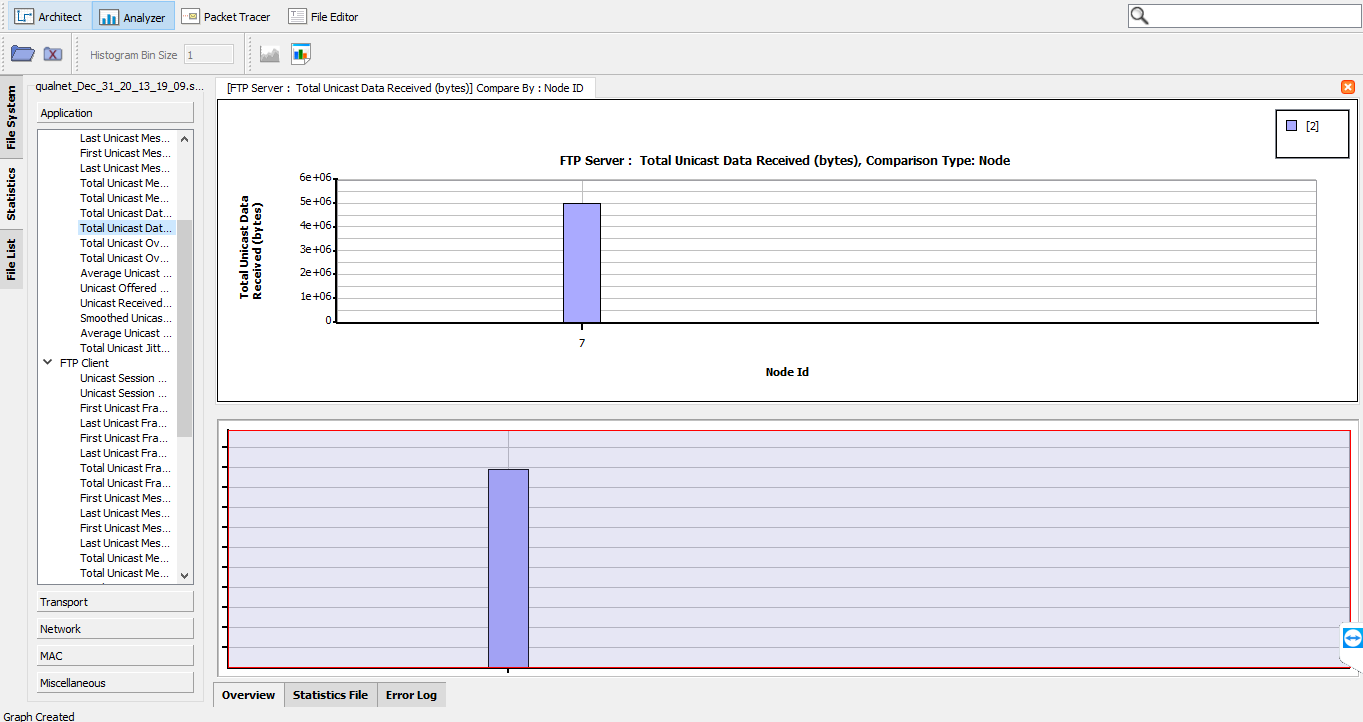 Architect Analyzer Packet Tracer File Editor
Histogram Bin Size 1
File System
Statistics
File List
qualnet_Dec_31_20_13_19_09.s...
Application
Last Unicast Mes...
First Unicast Mes...
Last Unicast Mes...
Total Unicast Me...
Total Unicast Me...
Total Unicast Dat...
Total Unicast Dat...
Total Unicast Ov...
Total Unicast Ov...
Average Unicast ...
Unicast Offered ...
Unicast Received...
Smoothed Unicas...
Average Unicast ...
Total Unicast Jitt...
FTP Client
Unicast Session ...
Unicast Session ...
First Unicast Fra...
Last Unicast Fra...
First Unicast Fra...
Last Unicast Fra...
Total Unicast Fra...
Total Unicast Fra...
First Unicast Mes...
Last Unicast Mes...
First Unicast Mes...
Last Unicast Mes...
Total Unicast Me...
Total Unicast Me...
Transport
Network
MAC
Miscellaneous
[FTP Server : Total Unicast Data Received (bytes)] Compare By : Node ID
[2]
FTP Server : Total Unicast Data Received (bytes), Comparison Type: Node
Total Unicast Data
Received (bytes)
6e+06
5e+06
4e+06
3e+06
2e+06
1e+06
0
7
Node Id
Overview Statistics File Error Log
Graph Created